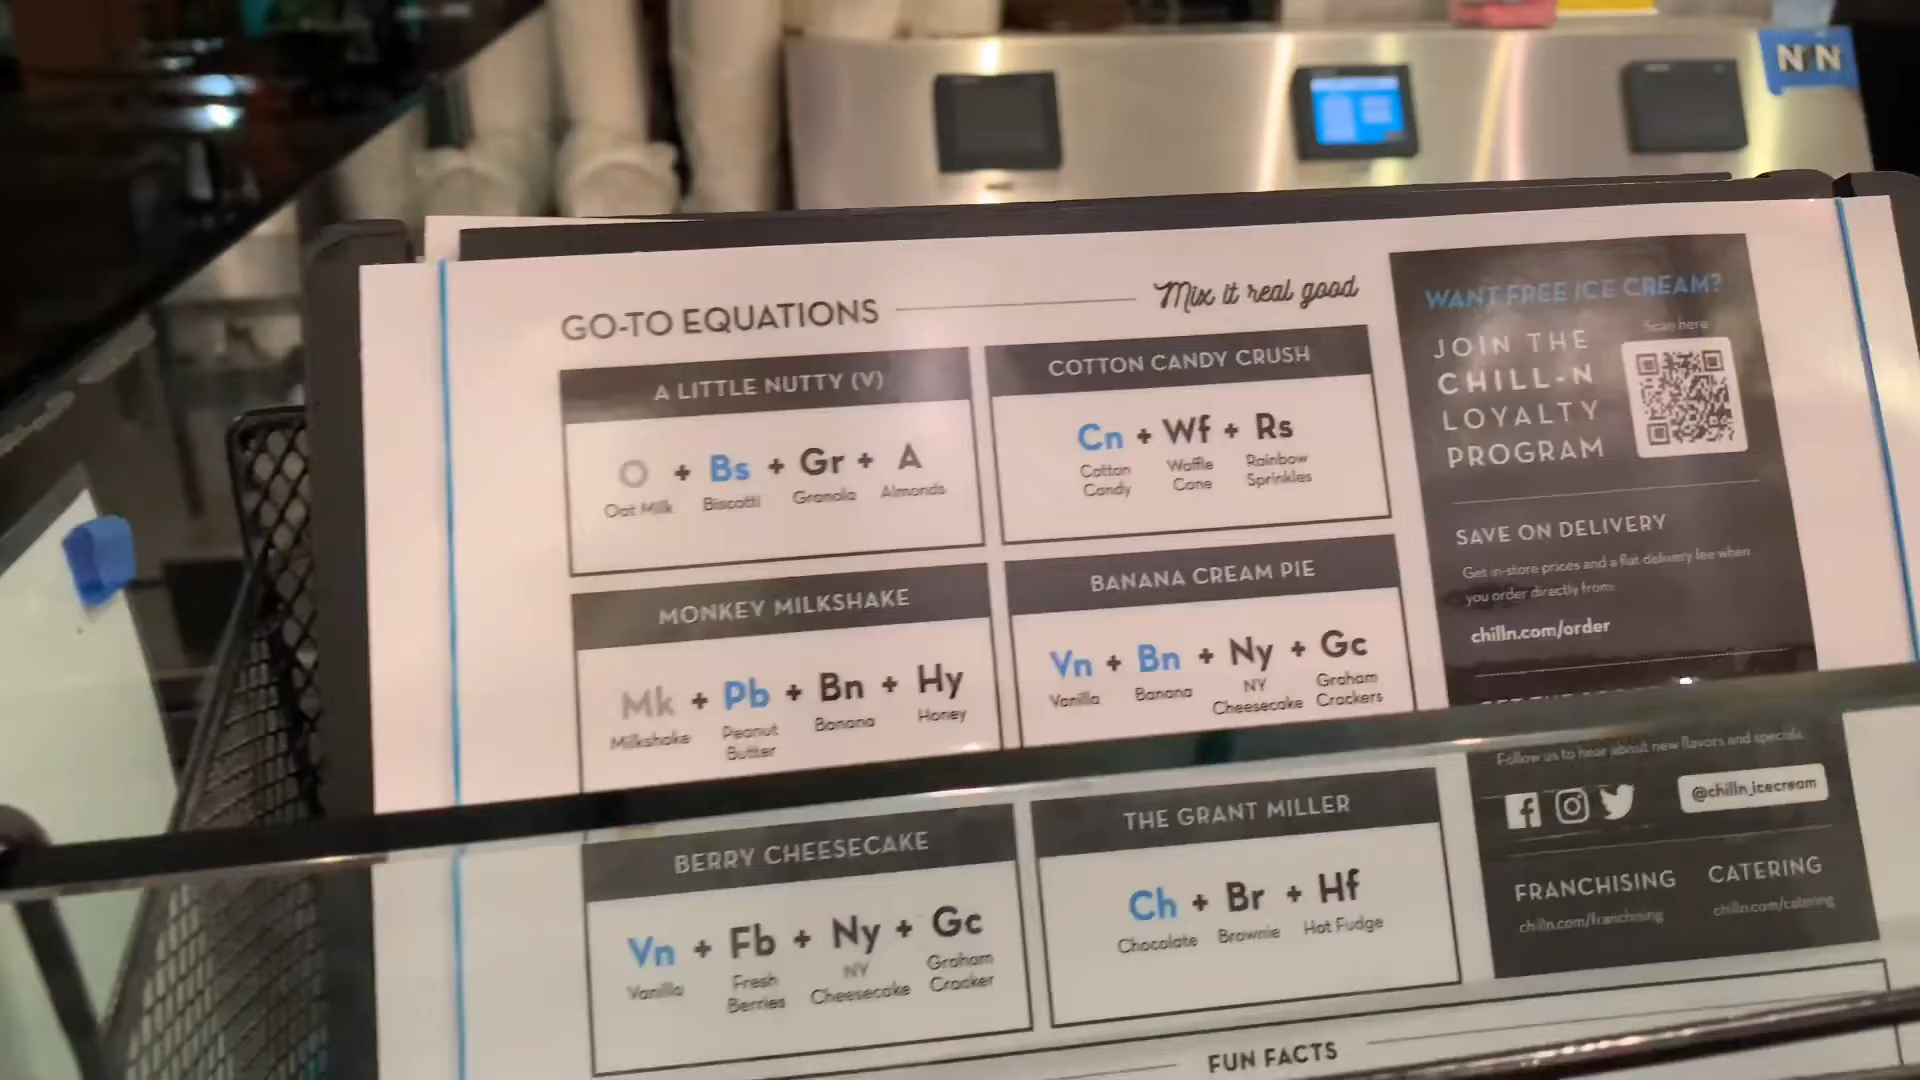 N N
GO-TO EQUATIONS
Mix it real good
A LITTLE NUTTY (V)
O + Bs + Gr + A
Oat Milk Biscotti Granola Almonds
COTTON CANDY CRUSH
Cn + Wf + Rs
Cotton Candy
Waffle Cone
Rainbow Sprinkles
MONKEY MILKSHAKE
Mk + Pb + Bn + Hy
Milkshake
Peanut Butter
Banana
Honey
BANANA CREAM PIE
Vn + Bn + Ny + Gc
Vanilla
Banana
NY Cheesecake
Graham Crackers
BERRY CHEESECAKE
Vn + Fb + Ny + Gc
Vanilla
Fresh Berries
NY Cheesecake
Graham Cracker
THE GRANT MILLER
Ch + Br + Hf
Chocolate Brownie Hot Fudge
WANT FREE ICE CREAM?
Scan here
JOIN THE
CHILL-N
LOYALTY
PROGRAM
SAVE ON DELIVERY
Get in-store prices and a flat delivery fee when
you order directly from:
chilln.com/order
Follow us to hear about new flavors and specials.
@chilln_icecream
FRANCHISING
chilln.com/franchising
CATERING
chilln.com/catering
FUN FACTS